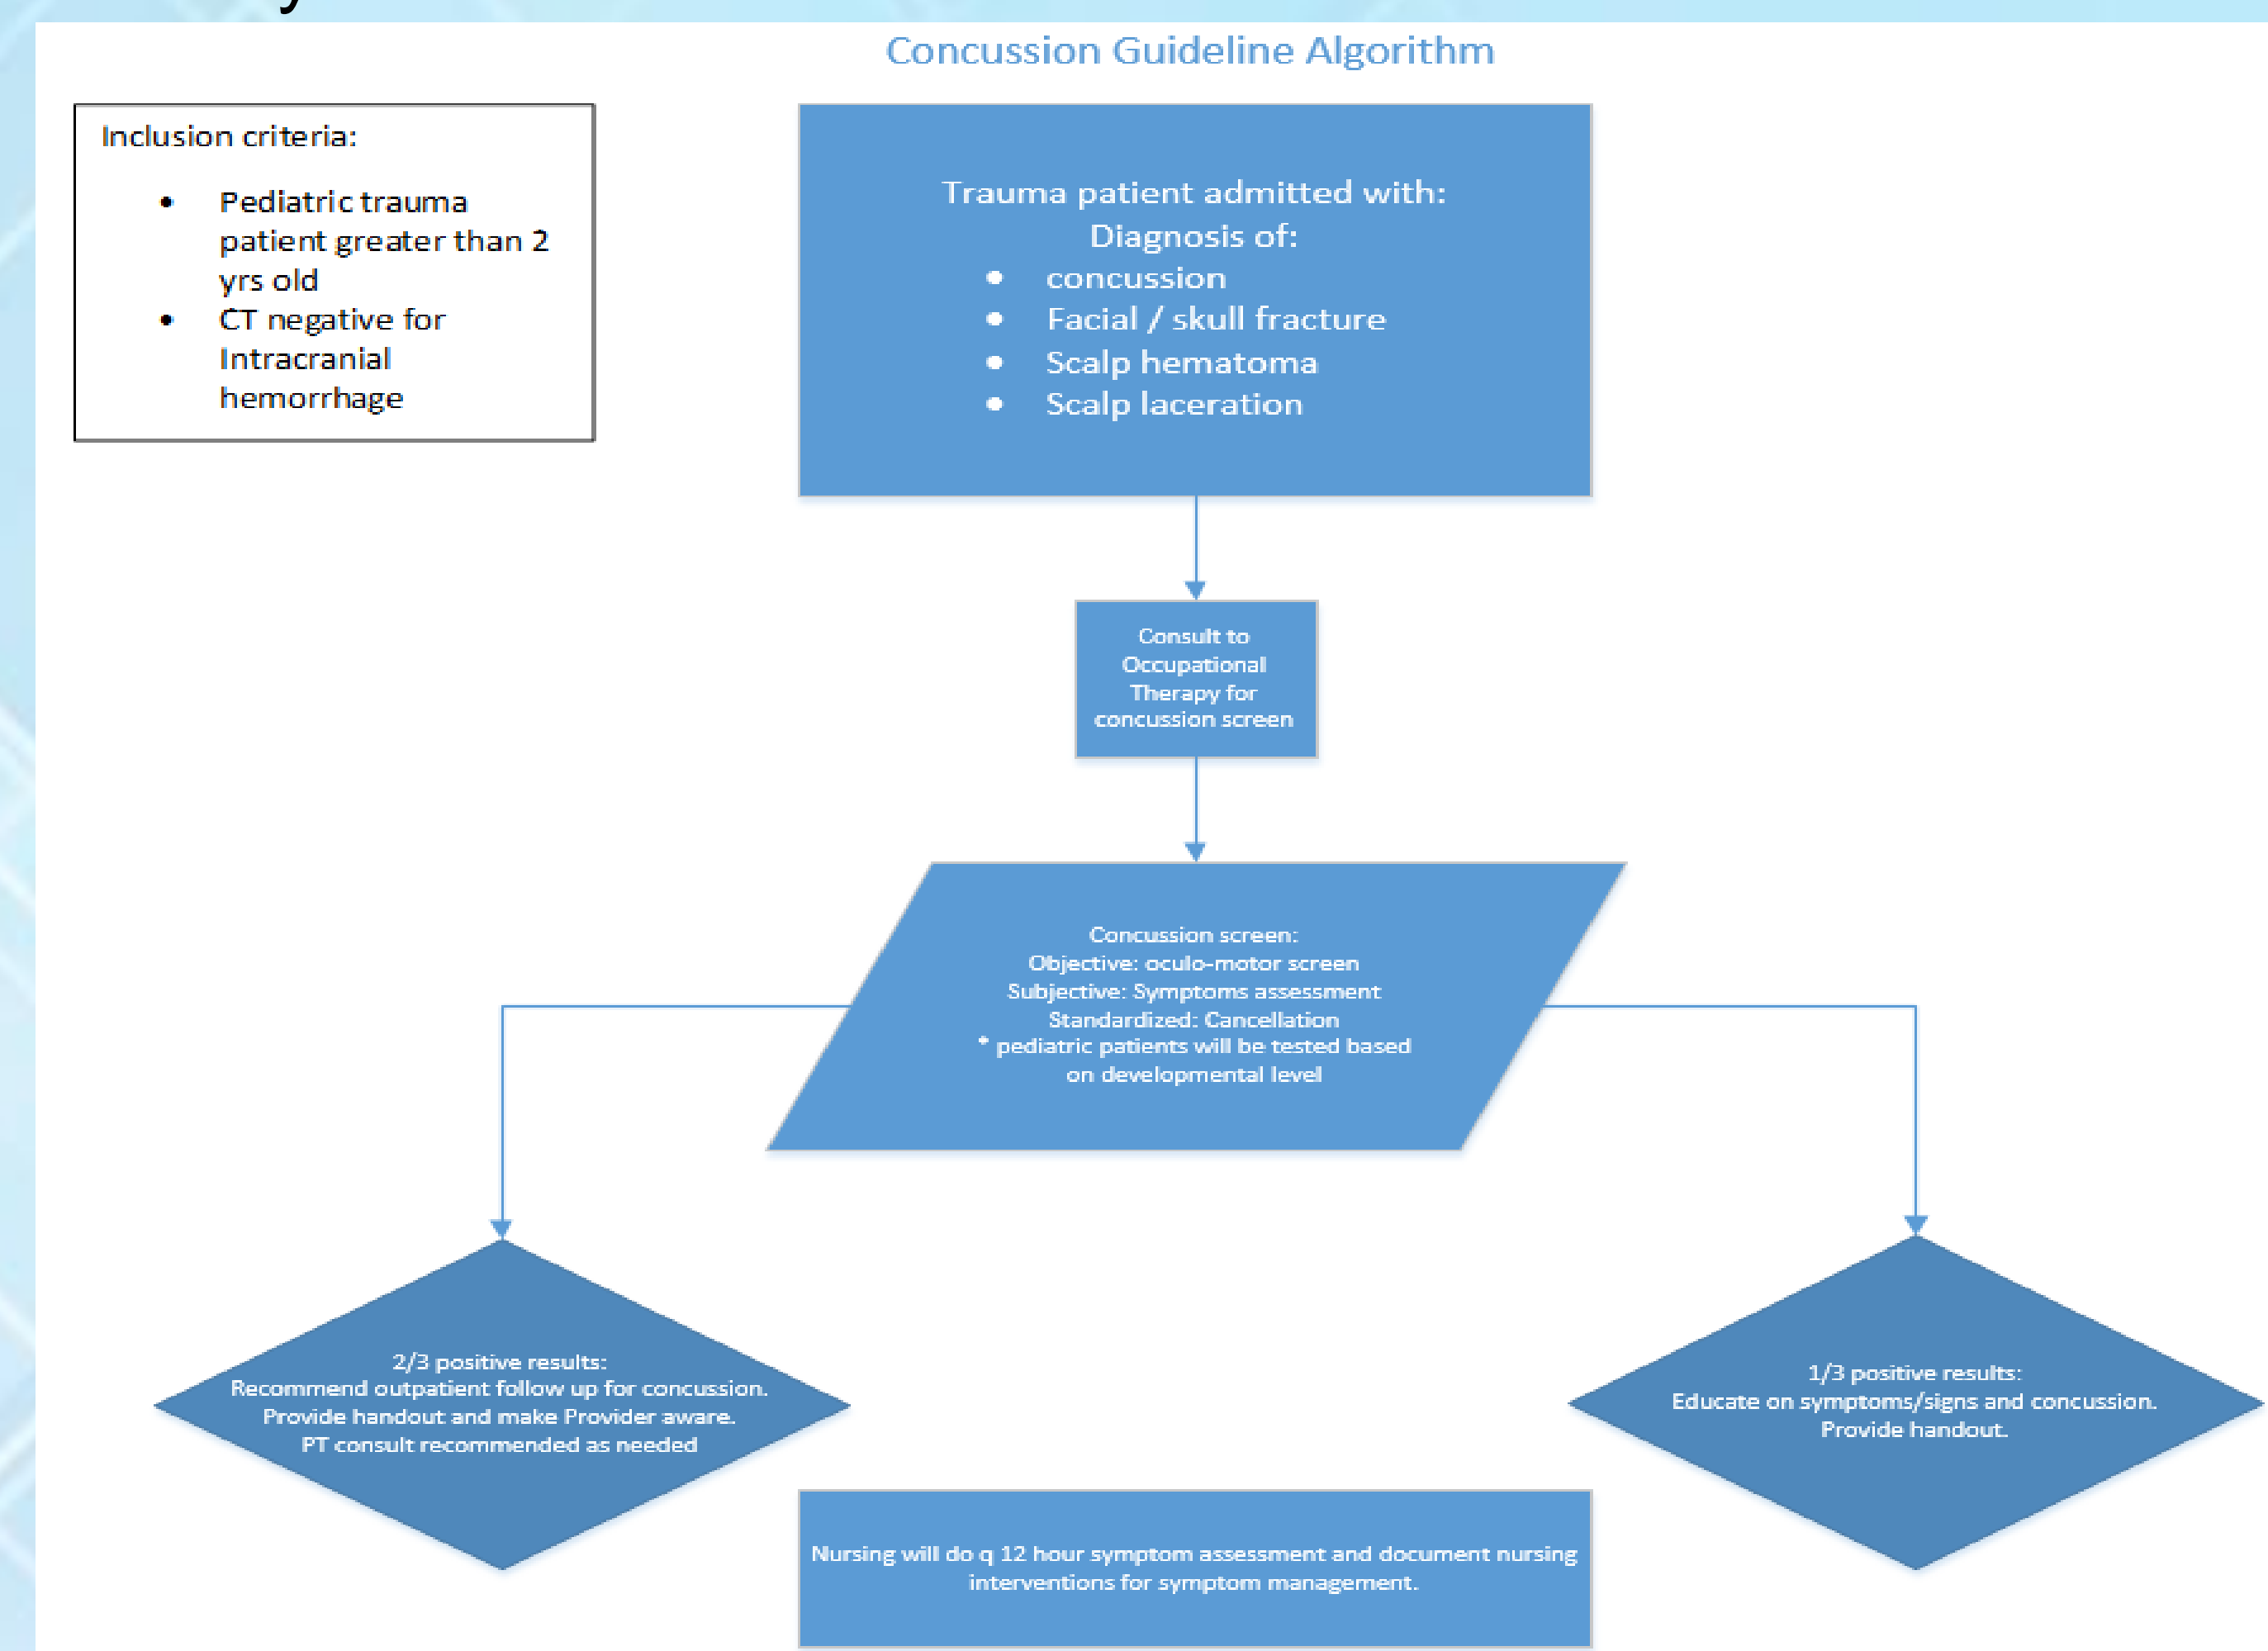 Concussion Guideline Algorithm
Inclusion criteria:
• Pediatric trauma
patient greater than 2
yrs old
• CT negative for
Intracranial
hemorrhage
Trauma patient admitted with:
Diagnosis of:
• concussion
• Facial / skull fracture
• Scalp hematoma
• Scalp laceration
Consult to
Occupational
Therapy for
concussion screen
Concussion screen:
Objective: oculo-motor screen
Subjective: Symptoms assessment
Standardized: Cancellation
* pediatric patients will be tested based
on developmental level
2/3 positive results:
Recommend outpatient follow up for concussion.
Provide handout and make Provider aware.
PT consult recommended as needed
1/3 positive results:
Educate on symptoms/signs and concussion.
Provide handout.
Nursing will do q 12 hour symptom assessment and document nursing
interventions for symptom management.